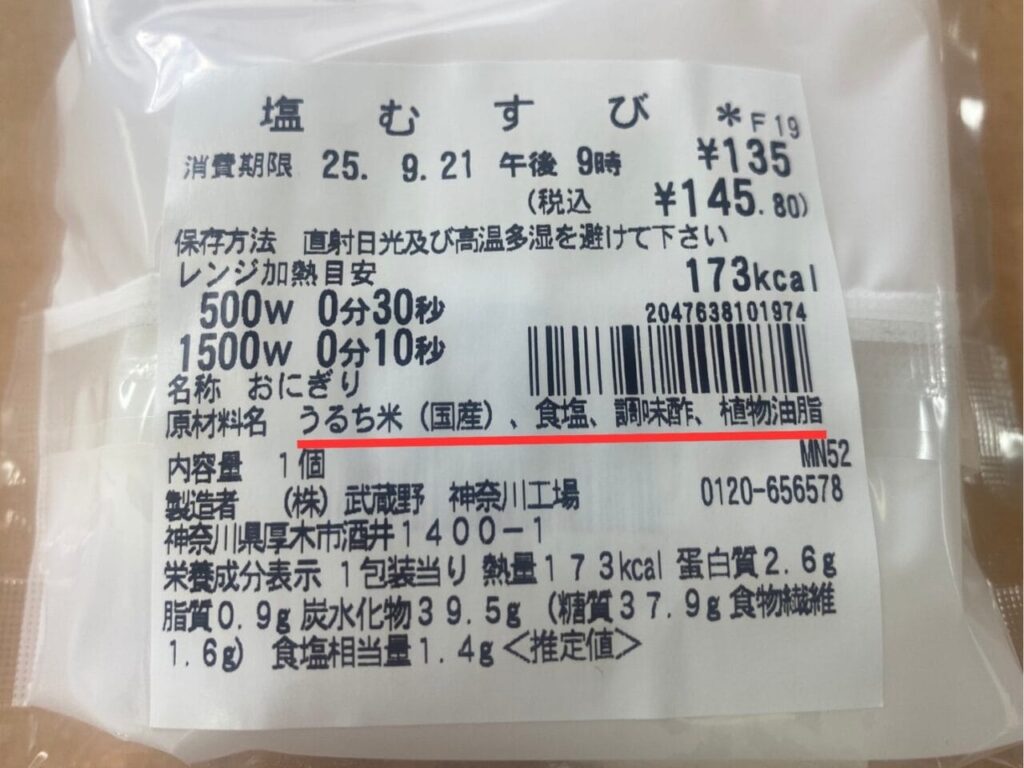 塩むすび *F19
消費期限 25. 9.21 午後 9時 ¥135
(税込 ¥145.80)
保存方法 直射日光及び高温多湿を避けて下さい
レンジ加熱目安 173kcal
500W 0分30秒
2047638101974
1500W 0分10秒
名称 おにぎり
原材料名 うるち米(国産)、食塩、調味酢、植物油脂
内容量 1個 MN52
製造者 (株)武蔵野 神奈川工場 0120-656578
神奈川県厚木市酒井1400-1
栄養成分表示 1包装当り 熱量173kcal 蛋白質2.6g
脂質0.9g 炭水化物39.5g (糖質37.9g 食物繊維
1.6g) 食塩相当量1.4g <推定値>